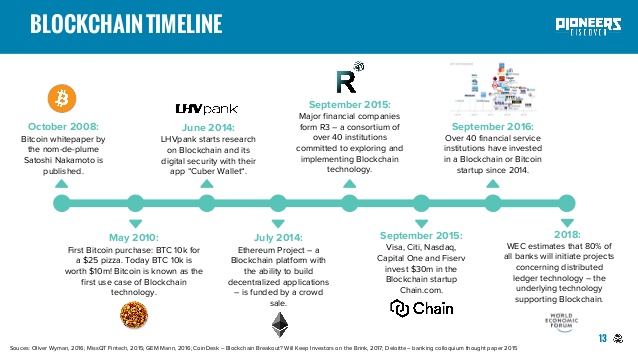 BLOCKCHAIN TIMELINE
PIONEERS
DISCOVER
October 2008:
Bitcoin whitepaper by
the nom-de-plume
Satoshi Nakamoto is
published.
LHVpank
June 2014:
LHVpank starts research
on Blockchain and its
digital security with their
app “Cuber Wallet“.
R
September 2015:
Major financial companies
form R3 – a consortium of
over 40 institutions
committed to exploring and
implementing Blockchain
technology.
September 2016:
Over 40 financial service
institutions have invested
in a Blockchain or Bitcoin
startup since 2014.
May 2010:
First Bitcoin purchase: BTC 10k for
a $25 pizza. Today BTC 10k is
worth $10m! Bitcoin is known as the
first use case of Blockchain
technology.
July 2014:
Ethereum Project – a
Blockchain platform with
the ability to build
decentralized applications
– is funded by a crowd
sale.
September 2015:
Visa, Citi, Nasdaq,
Capital One and Fiserv
invest $30m in the
Blockchain startup
Chain.com.
Chain
2018:
WEC estimates that 80% of
all banks will initiate projects
concerning distributed
ledger technology – the
underlying technology
supporting Blockchain.
WORLD
ECONOMIC
FORUM
13
Souces: Oliver Wyman, 2016; MissQT Fintech, 2015; GEM Mann, 2016; CoinDesk – Blockchain Breakout? Will Keep Investors on the Brink, 2017; Deloitte – banking colloquium thought paper 2015